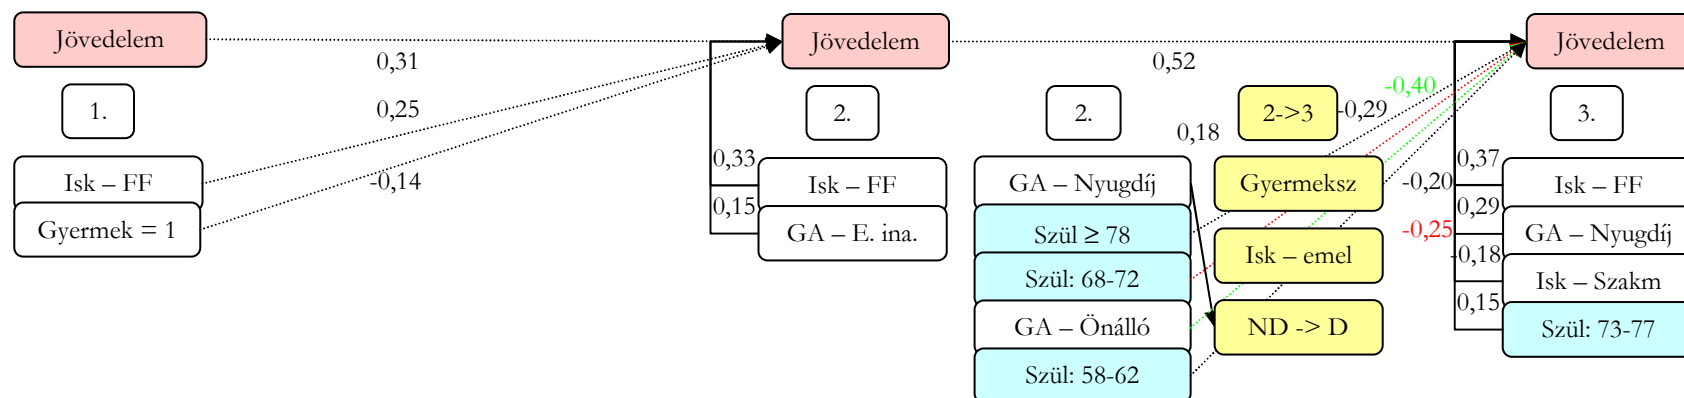 Jövedelem
Jövedelem
Jövedelem
0,31
0,52
-0,40
1.
0,25
2.
2.
2->3
-0,29
3.
0,18
Isk – FF
-0,14
0,33
Isk – FF
GA – Nyugdíj
Gyermeksz
-0,20
0,37
Isk – FF
Gyermek = 1
0,15
GA – E. ina.
Szül ≥ 78
Isk – emel
-0,25
0,29
GA – Nyugdíj
Szül: 68-72
-0,18
Isk – Szakm
GA – Önálló
ND -> D
0,15
Szül: 73-77
Szül: 58-62